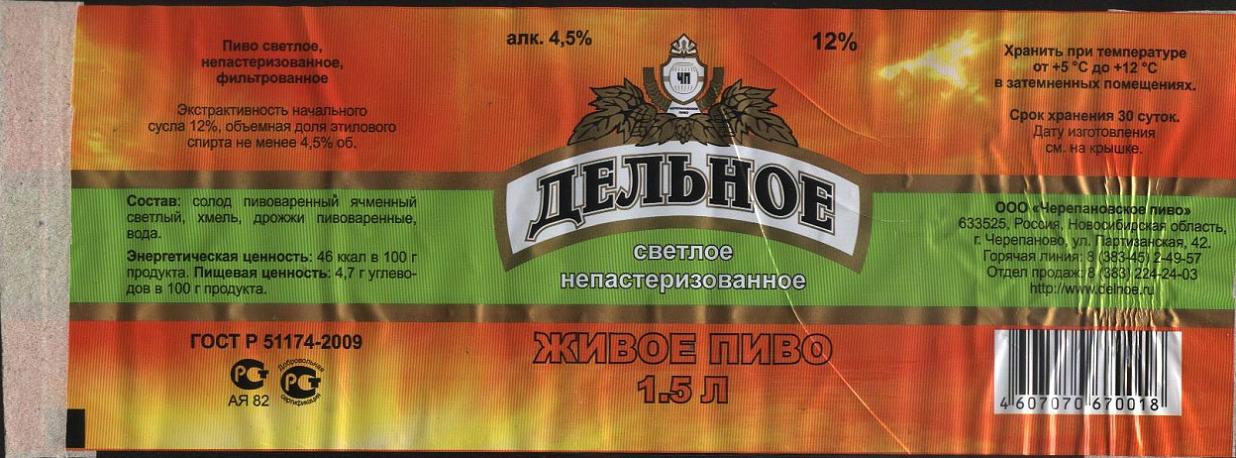 Пиво светлое,
непастеризованное,
фильтрованное
Экстрактивность начального
сусла 12%, объемная доля этилового
спирта не менее 4,5% об.
Состав: солод пивоваренный ячменный
светлый, хмель, дрожжи пивоваренные,
вода.
Энергетическая ценность: 46 ккал в 100 г
продукта. Пищевая ценность: 4,7 г углево-
дов в 100 г продукта.
ГОСТ Р 51174-2009
РСТ
АЯ 82
Добровольная
РСТ
сертификация
алк. 4,5%
12%
ЧП
ДЕЛЬНОЕ
светлое
непастеризованное
ЖИВОЕ ПИВО
1.5 Л
Хранить при температуре
от +5 °С до +12 °С
в затемненных помещениях.
Срок хранения 30 суток.
Дату изготовления
см. на крышке.
ООО «Черепановское пиво»
633525, Россия, Новосибирская область,
г. Черепаново, ул. Партизанская, 42.
Горячая линия: 8 (383-45) 2-49-57
Отдел продаж: 8 (383) 224-24-03
http://www.delnoe.ru
4 607070 670018